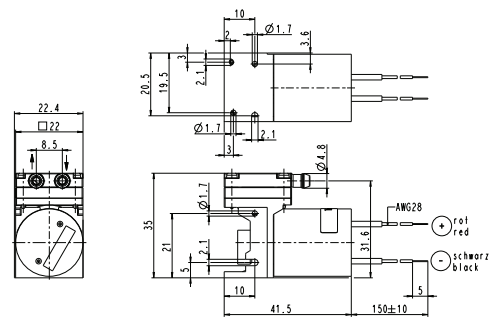 10
Ø1.7
2
3.6
3
2.1
20.5
19.5
Ø1.7
2.1
3
22.4
□22
8.5
Ø4.8
Ø1.7
35
21
2.1
5
10
41.5
31.6
AWG28
+ rot
red
- schwarz
black
5
150±10